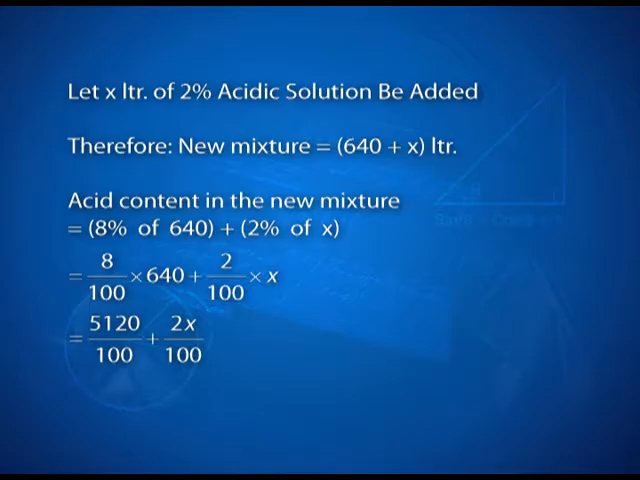 Let x ltr. of 2% Acidic Solution Be Added
Therefore: New mixture = (640 + x) ltr.
Acid content in the new mixture
= (8% of 640) + (2% of x)
= 8/100 × 640 + 2/100 × x
= 5120/100 + 2x/100